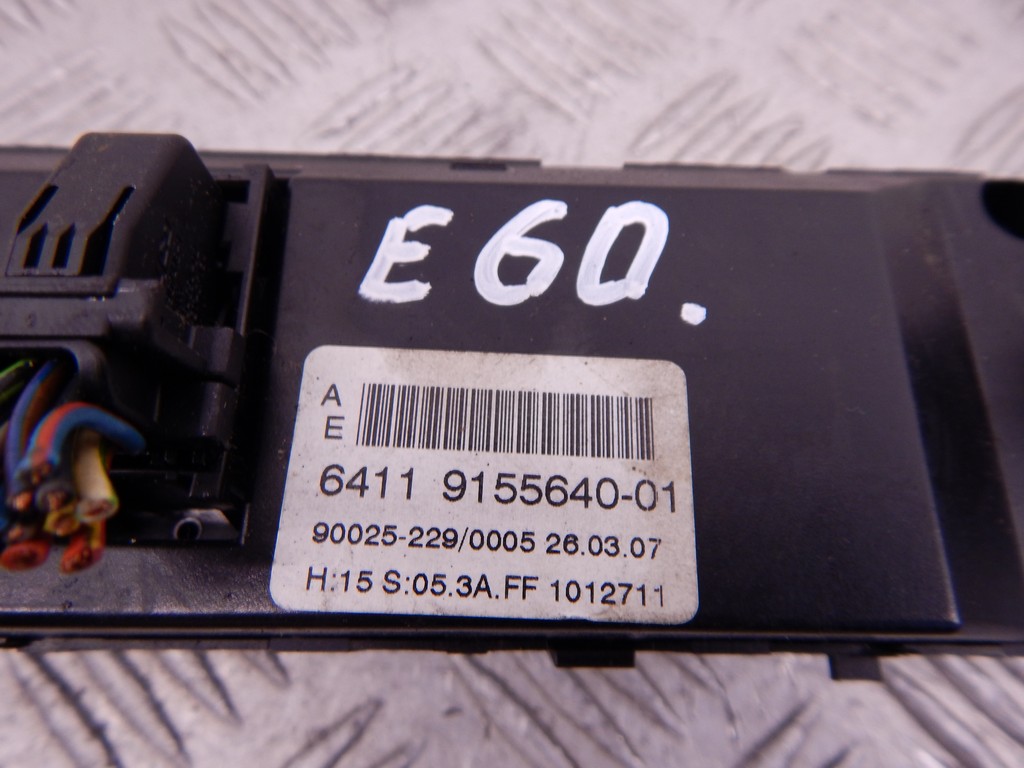 E60.
A
E
6411 9155640-01
90025-229/0005 26.03.07
H:15 S:05.3A.FF 1012711